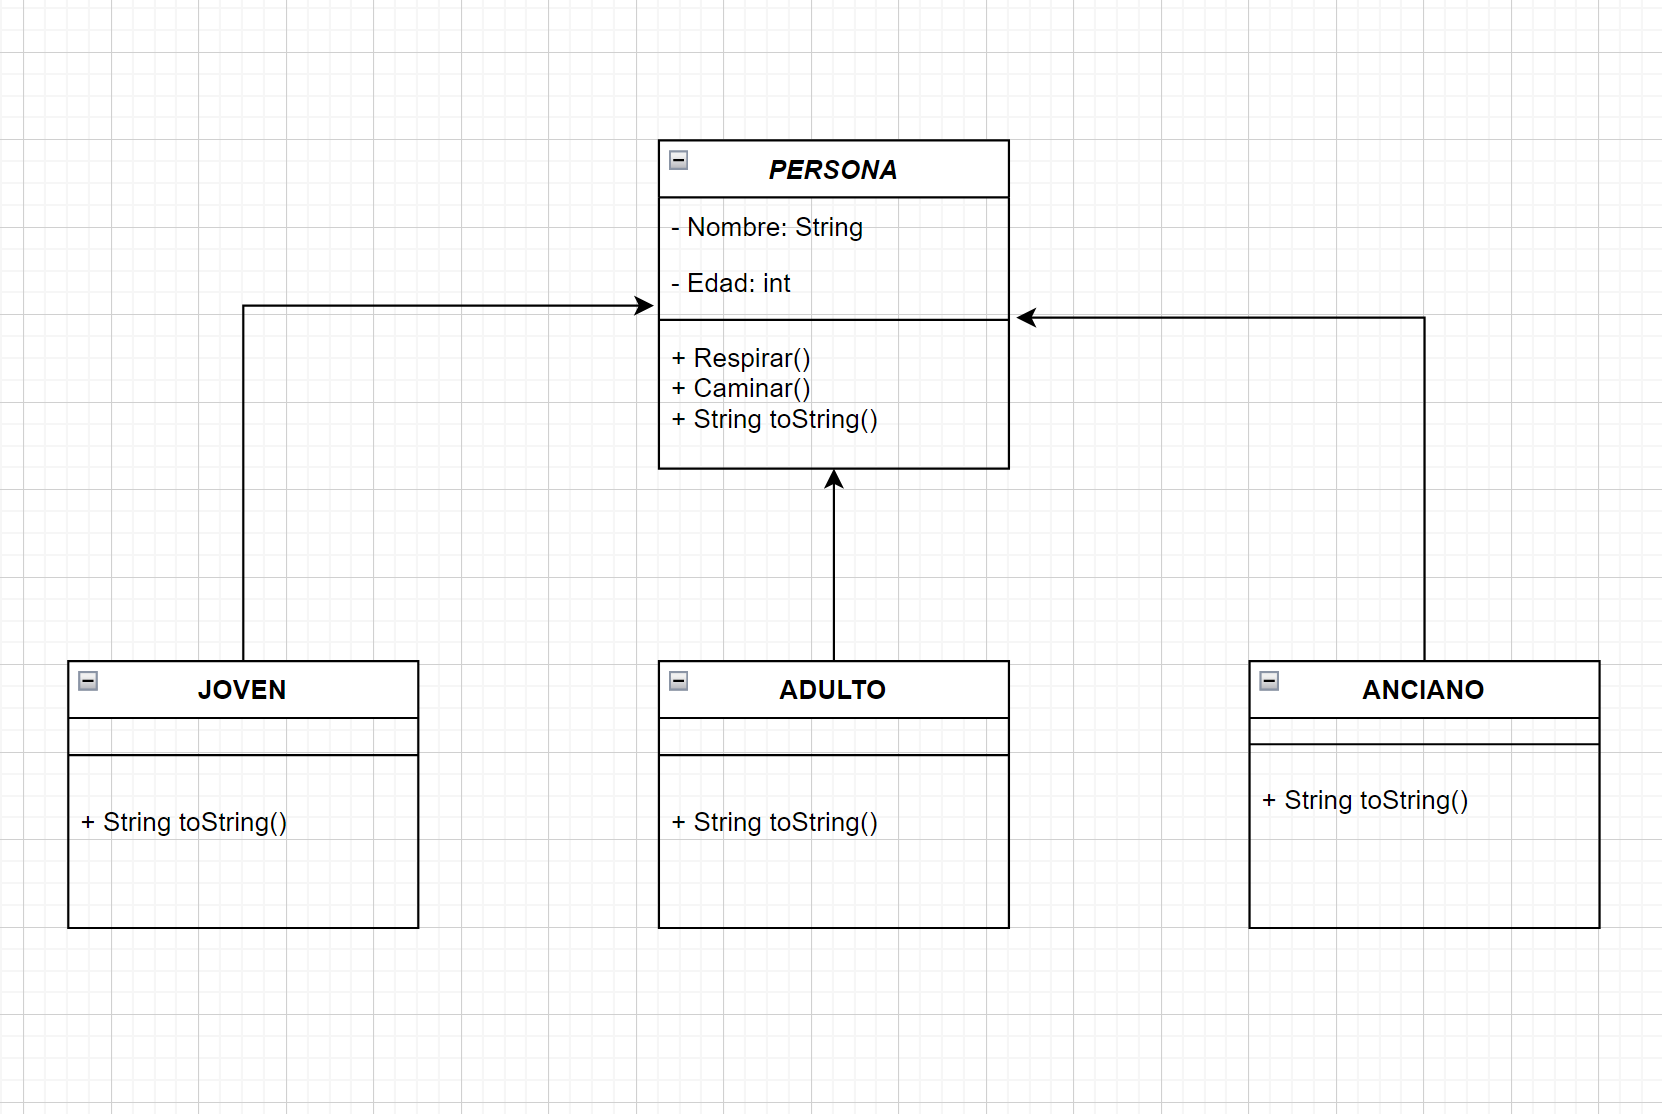 PERSONA
- Nombre: String
- Edad: int
+ Respirar()
+ Caminar()
+ String toString()
JOVEN
+ String toString()
ADULTO
+ String toString()
ANCIANO
+ String toString()